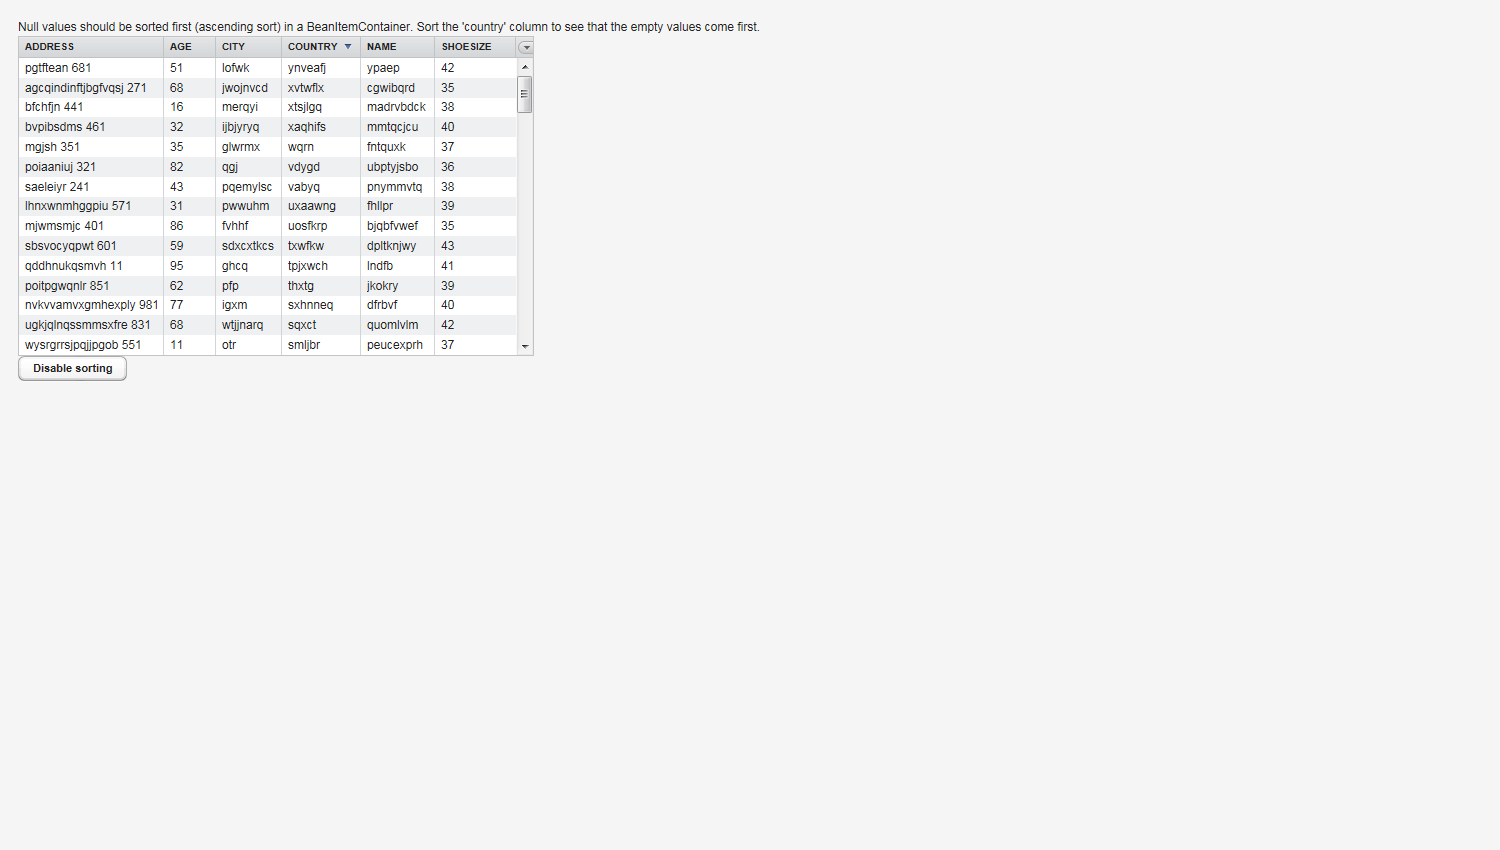 Null values should be sorted first (ascending sort) in a BeanItemContainer. Sort the 'country' column to see that the empty values come first.
ADDRESS AGE CITY COUNTRY NAME SHOESIZE
pgtftean 681 51 lofwk ynveafj ypaep 42
agcqindinftjbgfvqsj 271 68 jwojnvcd xvtwflx cgwibqrd 35
bfchfjn 441 16 merqyi xtsjlgq madrvbdck 38
bvpibsdms 461 32 ijbjyryq xaqhifs mmtqcjcu 40
mgjsh 351 35 glwrmx wqrn fntquxk 37
poiaaniuj 321 82 qgj vdygd ubptyjsbo 36
saeleiyr 241 43 pqemylsc vabyq pnymmvtq 38
lhnxwnmhggpiu 571 31 pwwuhm uxaawng fhllpr 39
mjwmsmjc 401 86 fvhhf uosfkrp bjqbfvwef 35
sbsvocyqpwt 601 59 sdxcxtkcs txwfkw dpltknjwy 43
qddhnukqsmvh 11 95 ghcq tpjxwch lndfb 41
poitpgwqnlr 851 62 pfp thxtg jkokry 39
nvkvvamvxgmhexply 981 77 igxm sxhnneq dfrbvf 40
ugkjqlnqssmmsxfre 831 68 wtjjnarq sqxct quomlvlm 42
wysrgrrsjpqjjpgob 551 11 otr smljbr peucexprh 37
Disable sorting